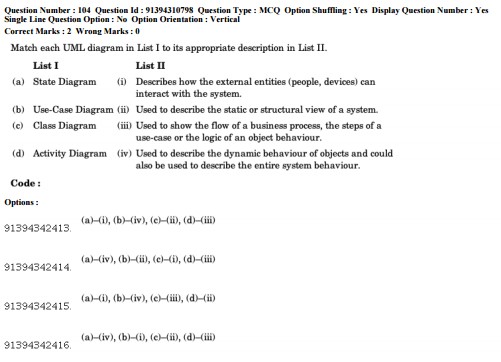 Question Number : 104 Question Id : 91394310798 Question Type : MCQ Option Shuffling : Yes Display Question Number : Yes
Single Line Question Option : No Option Orientation : Vertical
Correct Marks : 2 Wrong Marks : 0
Match each UML diagram in List I to its appropriate description in List II.
List I List II
(a) State Diagram (i) Describes how the external entities (people, devices) can
interact with the system.
(b) Use-Case Diagram (ii) Used to describe the static or structural view of a system.
(c) Class Diagram (iii) Used to show the flow of a business process, the steps of a
use-case or the logic of an object behaviour.
(d) Activity Diagram (iv) Used to describe the dynamic behaviour of objects and could
also be used to describe the entire system behaviour.
Code :
Options :
(a)–(i), (b)–(iv), (c)–(ii), (d)–(iii)
91394342413.
(a)–(iv), (b)–(ii), (c)–(i), (d)–(iii)
91394342414.
(a)–(i), (b)–(iv), (c)–(iii), (d)–(ii)
91394342415.
(a)–(iv), (b)–(i), (c)–(ii), (d)–(iii)
91394342416.